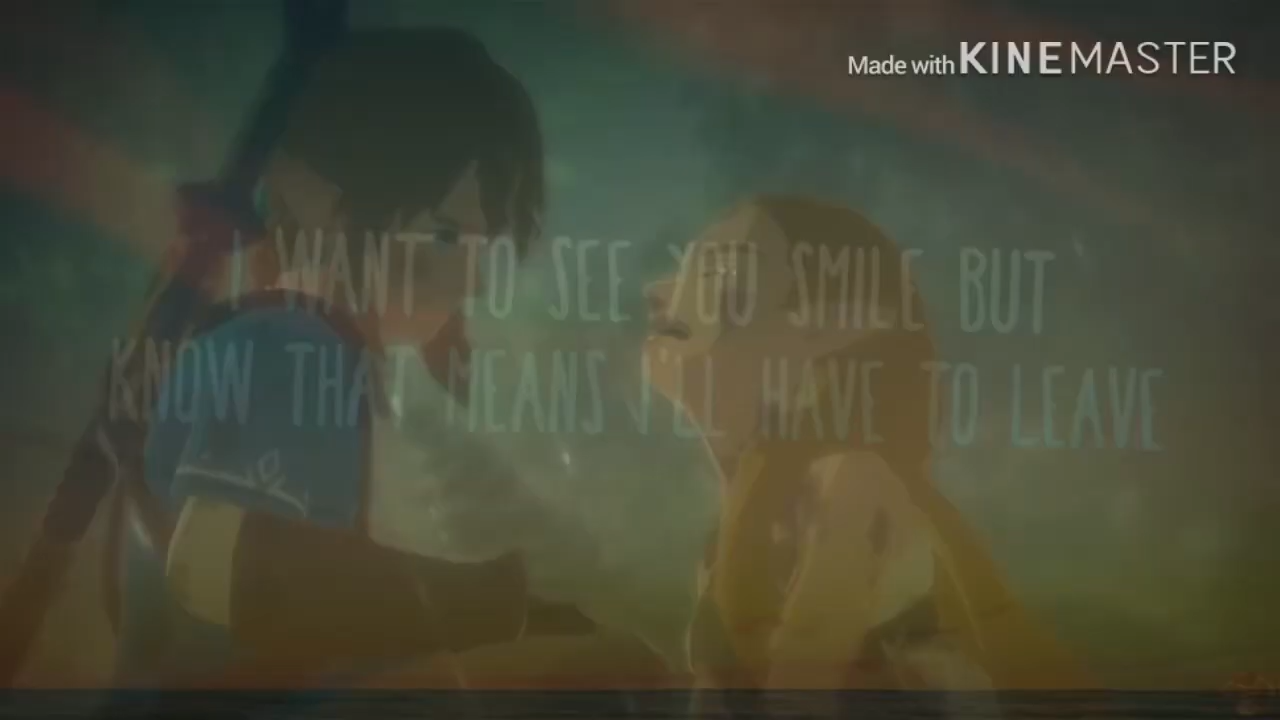 Made with KINEMASTER
I WANT TO SEE YOU SMILE BUT
KNOW THAT MEANS I'LL HAVE TO LEAVE